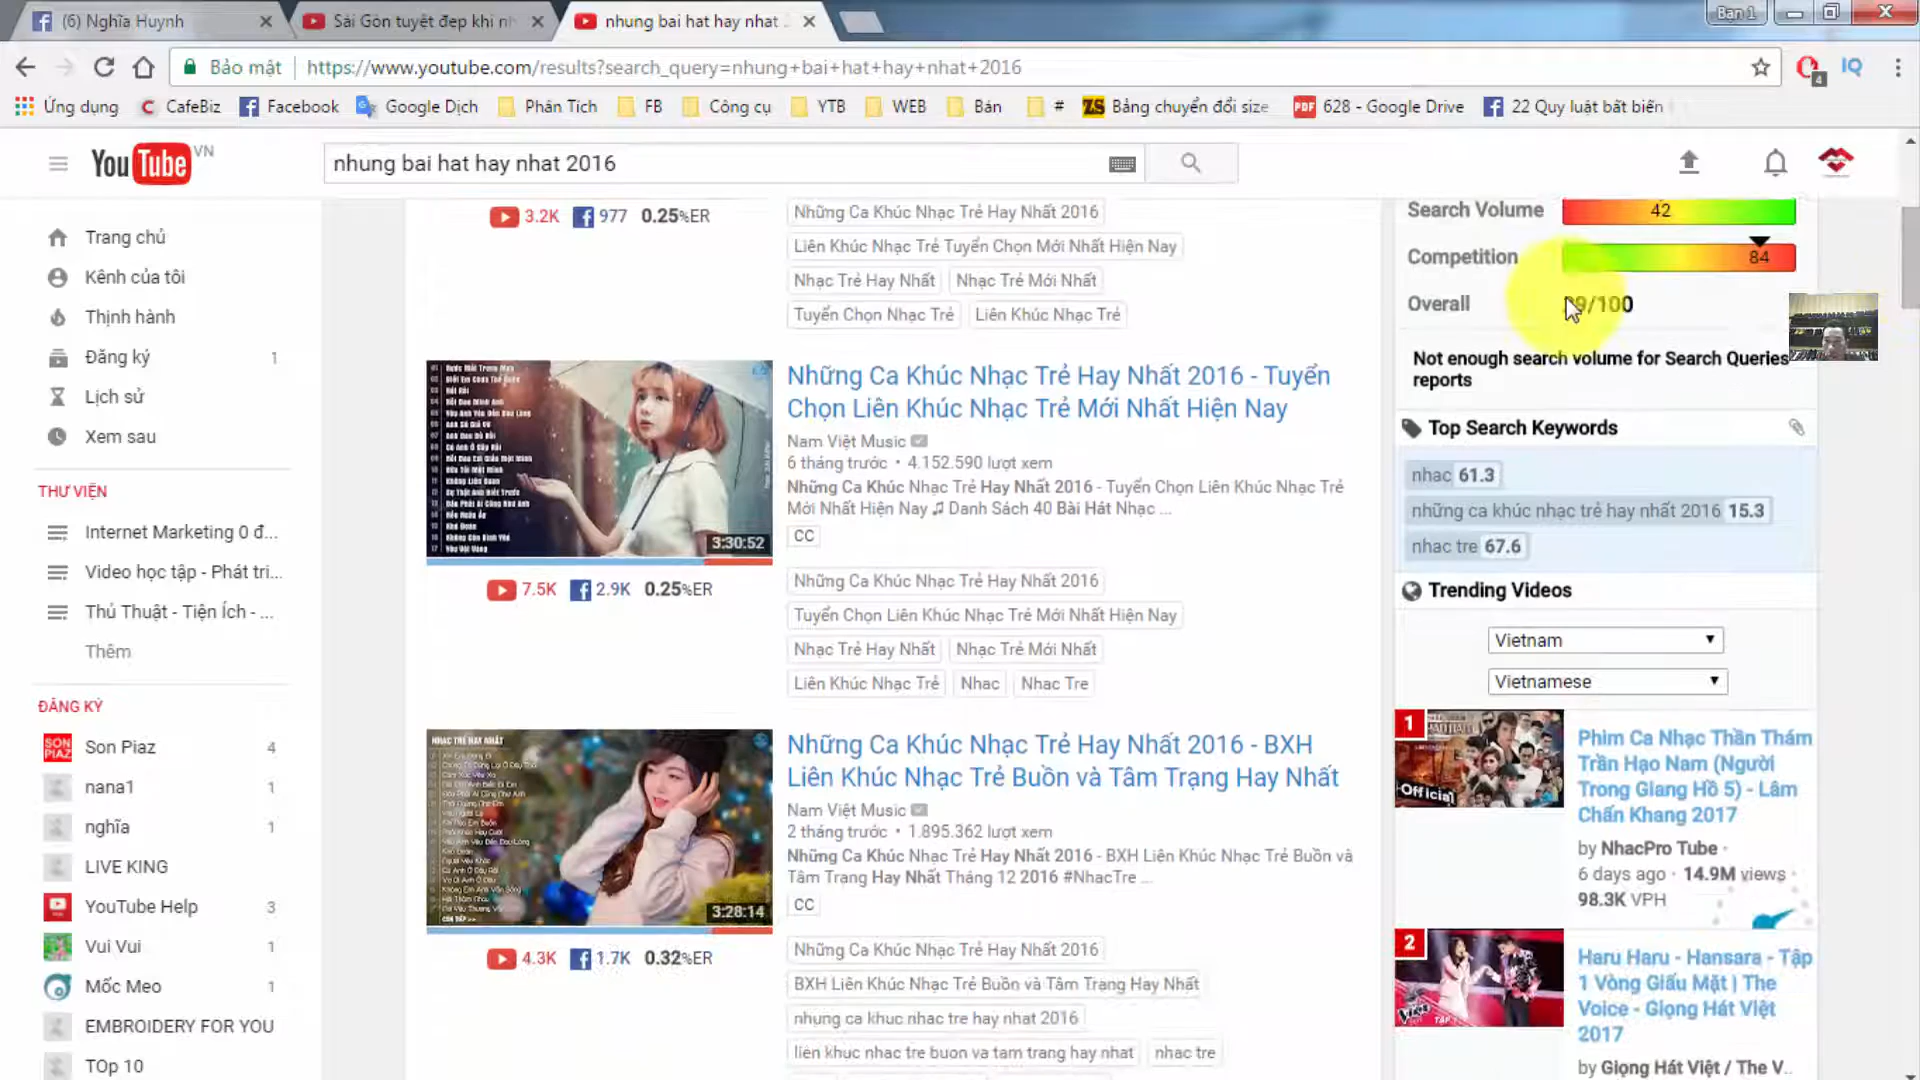 (6) Nghĩa Huynh
Sài Gòn tuyệt đẹp khi nh
nhung bai hat hay nhat 2
Bạn 1
Bảo mật
https://www.youtube.com/results?search_query=nhung+bai+hat+hay+nhat+2016
4
IQ
Ứng dụng
CafeBiz
Facebook
Google Dịch
Phân Tích
FB
Công cụ
YTB
WEB
Bán
#
ZS Bảng chuyển đổi size
PDF 628 - Google Drive
22 Quy luật bất biến
YouTube VN
nhung bai hat hay nhat 2016
Trang chủ
Kênh của tôi
Thịnh hành
Đăng ký 1
Lịch sử
Xem sau
THƯ VIỆN
Internet Marketing 0 đ...
Video học tập - Phát tri...
Thủ Thuật - Tiện Ích - ...
Thêm
ĐĂNG KÝ
SON PIAZ
Son Piaz 4
nana1 1
nghĩa 1
LIVE KING
YouTube Help 3
Vui Vui 1
Mốc Meo 1
EMBROIDERY FOR YOU
TOp 10
3.2K 977 0.25%ER
Những Ca Khúc Nhạc Trẻ Hay Nhất 2016
Liên Khúc Nhạc Trẻ Tuyển Chọn Mới Nhất Hiện Nay
Nhạc Trẻ Hay Nhất Nhạc Trẻ Mới Nhất
Tuyển Chọn Nhạc Trẻ Liên Khúc Nhạc Trẻ
3:30:52
Những Ca Khúc Nhạc Trẻ Hay Nhất 2016 - Tuyển
Chọn Liên Khúc Nhạc Trẻ Mới Nhất Hiện Nay
Nam Việt Music
6 tháng trước • 4.152.590 lượt xem
Những Ca Khúc Nhạc Trẻ Hay Nhất 2016 - Tuyển Chọn Liên Khúc Nhạc Trẻ
Mới Nhất Hiện Nay ♫ Danh Sách 40 Bài Hát Nhạc ...
CC
7.5K 2.9K 0.25%ER
Những Ca Khúc Nhạc Trẻ Hay Nhất 2016
Tuyển Chọn Liên Khúc Nhạc Trẻ Mới Nhất Hiện Nay
Nhạc Trẻ Hay Nhất Nhạc Trẻ Mới Nhất
Liên Khúc Nhạc Trẻ Nhac Nhac Tre
NHẠC TRẺ HAY NHẤT
3:28:14
Những Ca Khúc Nhạc Trẻ Hay Nhất 2016 - BXH
Liên Khúc Nhạc Trẻ Buồn và Tâm Trạng Hay Nhất
Nam Việt Music
2 tháng trước • 1.895.362 lượt xem
Những Ca Khúc Nhạc Trẻ Hay Nhất 2016 - BXH Liên Khúc Nhạc Trẻ Buồn và
Tâm Trạng Hay Nhất Tháng 12 2016 #NhacTre ...
CC
4.3K 1.7K 0.32%ER
Những Ca Khúc Nhạc Trẻ Hay Nhất 2016
BXH Liên Khúc Nhạc Trẻ Buồn và Tâm Trạng Hay Nhất
nhưng ca khuc nhac tre hay nhat 2016
lien khuc nhac tre buon va tam trang hay nhat nhac tre
Search Volume 42
Competition 84
Overall /100
Not enough search volume for Search Queries
reports
Top Search Keywords
nhac 61.3
những ca khúc nhạc trẻ hay nhất 2016 15.3
nhac tre 67.6
Trending Videos
Vietnam
Vietnamese
1
Official
Phim Ca Nhạc Thần Thám
Trần Hạo Nam (Người
Trong Giang Hồ 5) - Lâm
Chấn Khang 2017
by NhacPro Tube ·
6 days ago · 14.9M views ·
98.3K VPH
2
Haru Haru - Hansara - Tập
1 Vòng Giấu Mặt | The
Voice - Giọng Hát Việt
2017
by Giọng Hát Việt / The V...